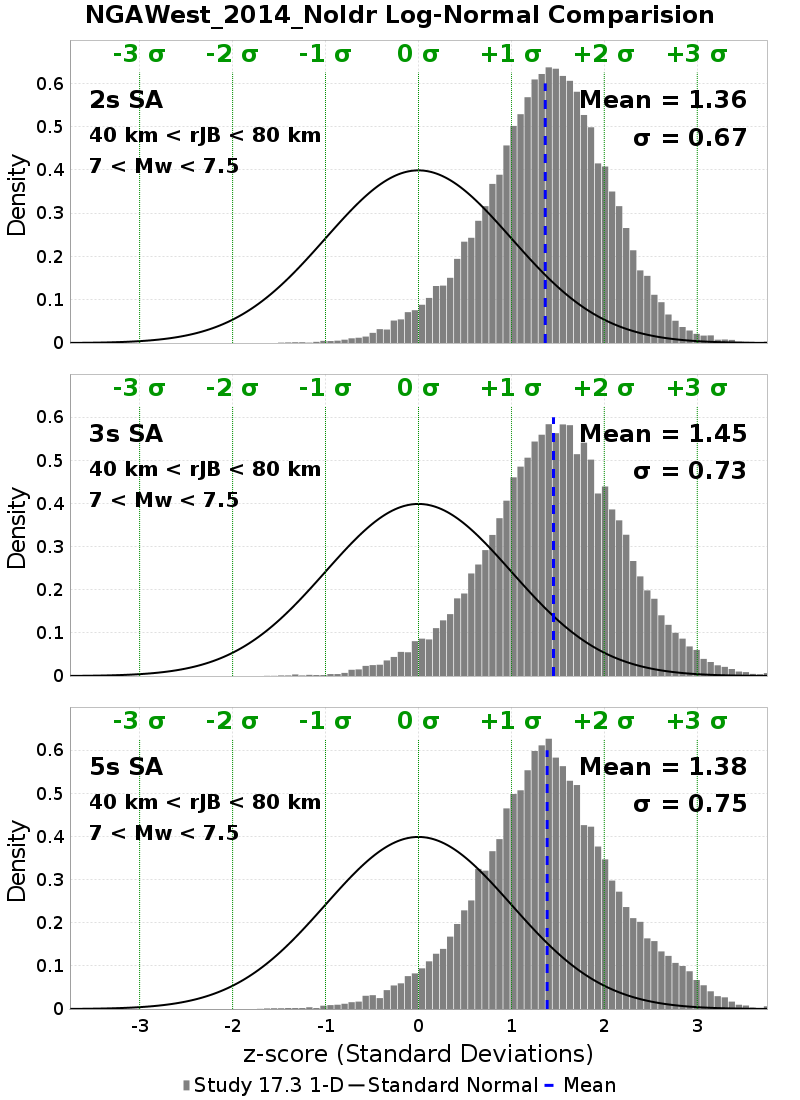 NGAWest_2014_NoIdr Log-Normal Comparision
-3 σ -2 σ -1 σ 0 σ +1 σ +2 σ +3 σ
2s SA
Mean = 1.36
40 km < rJB < 80 km
σ = 0.67
7 < Mw < 7.5
Density
0.6
0.5
0.4
0.3
0.2
0.1
0
-3 σ -2 σ -1 σ 0 σ +1 σ +2 σ +3 σ
3s SA
Mean = 1.45
40 km < rJB < 80 km
σ = 0.73
7 < Mw < 7.5
Density
0.6
0.5
0.4
0.3
0.2
0.1
0
-3 σ -2 σ -1 σ 0 σ +1 σ +2 σ +3 σ
5s SA
Mean = 1.38
40 km < rJB < 80 km
σ = 0.75
7 < Mw < 7.5
Density
0.6
0.5
0.4
0.3
0.2
0.1
0
-3 -2 -1 0 1 2 3
z-score (Standard Deviations)
Study 17.3 1-D Standard Normal Mean